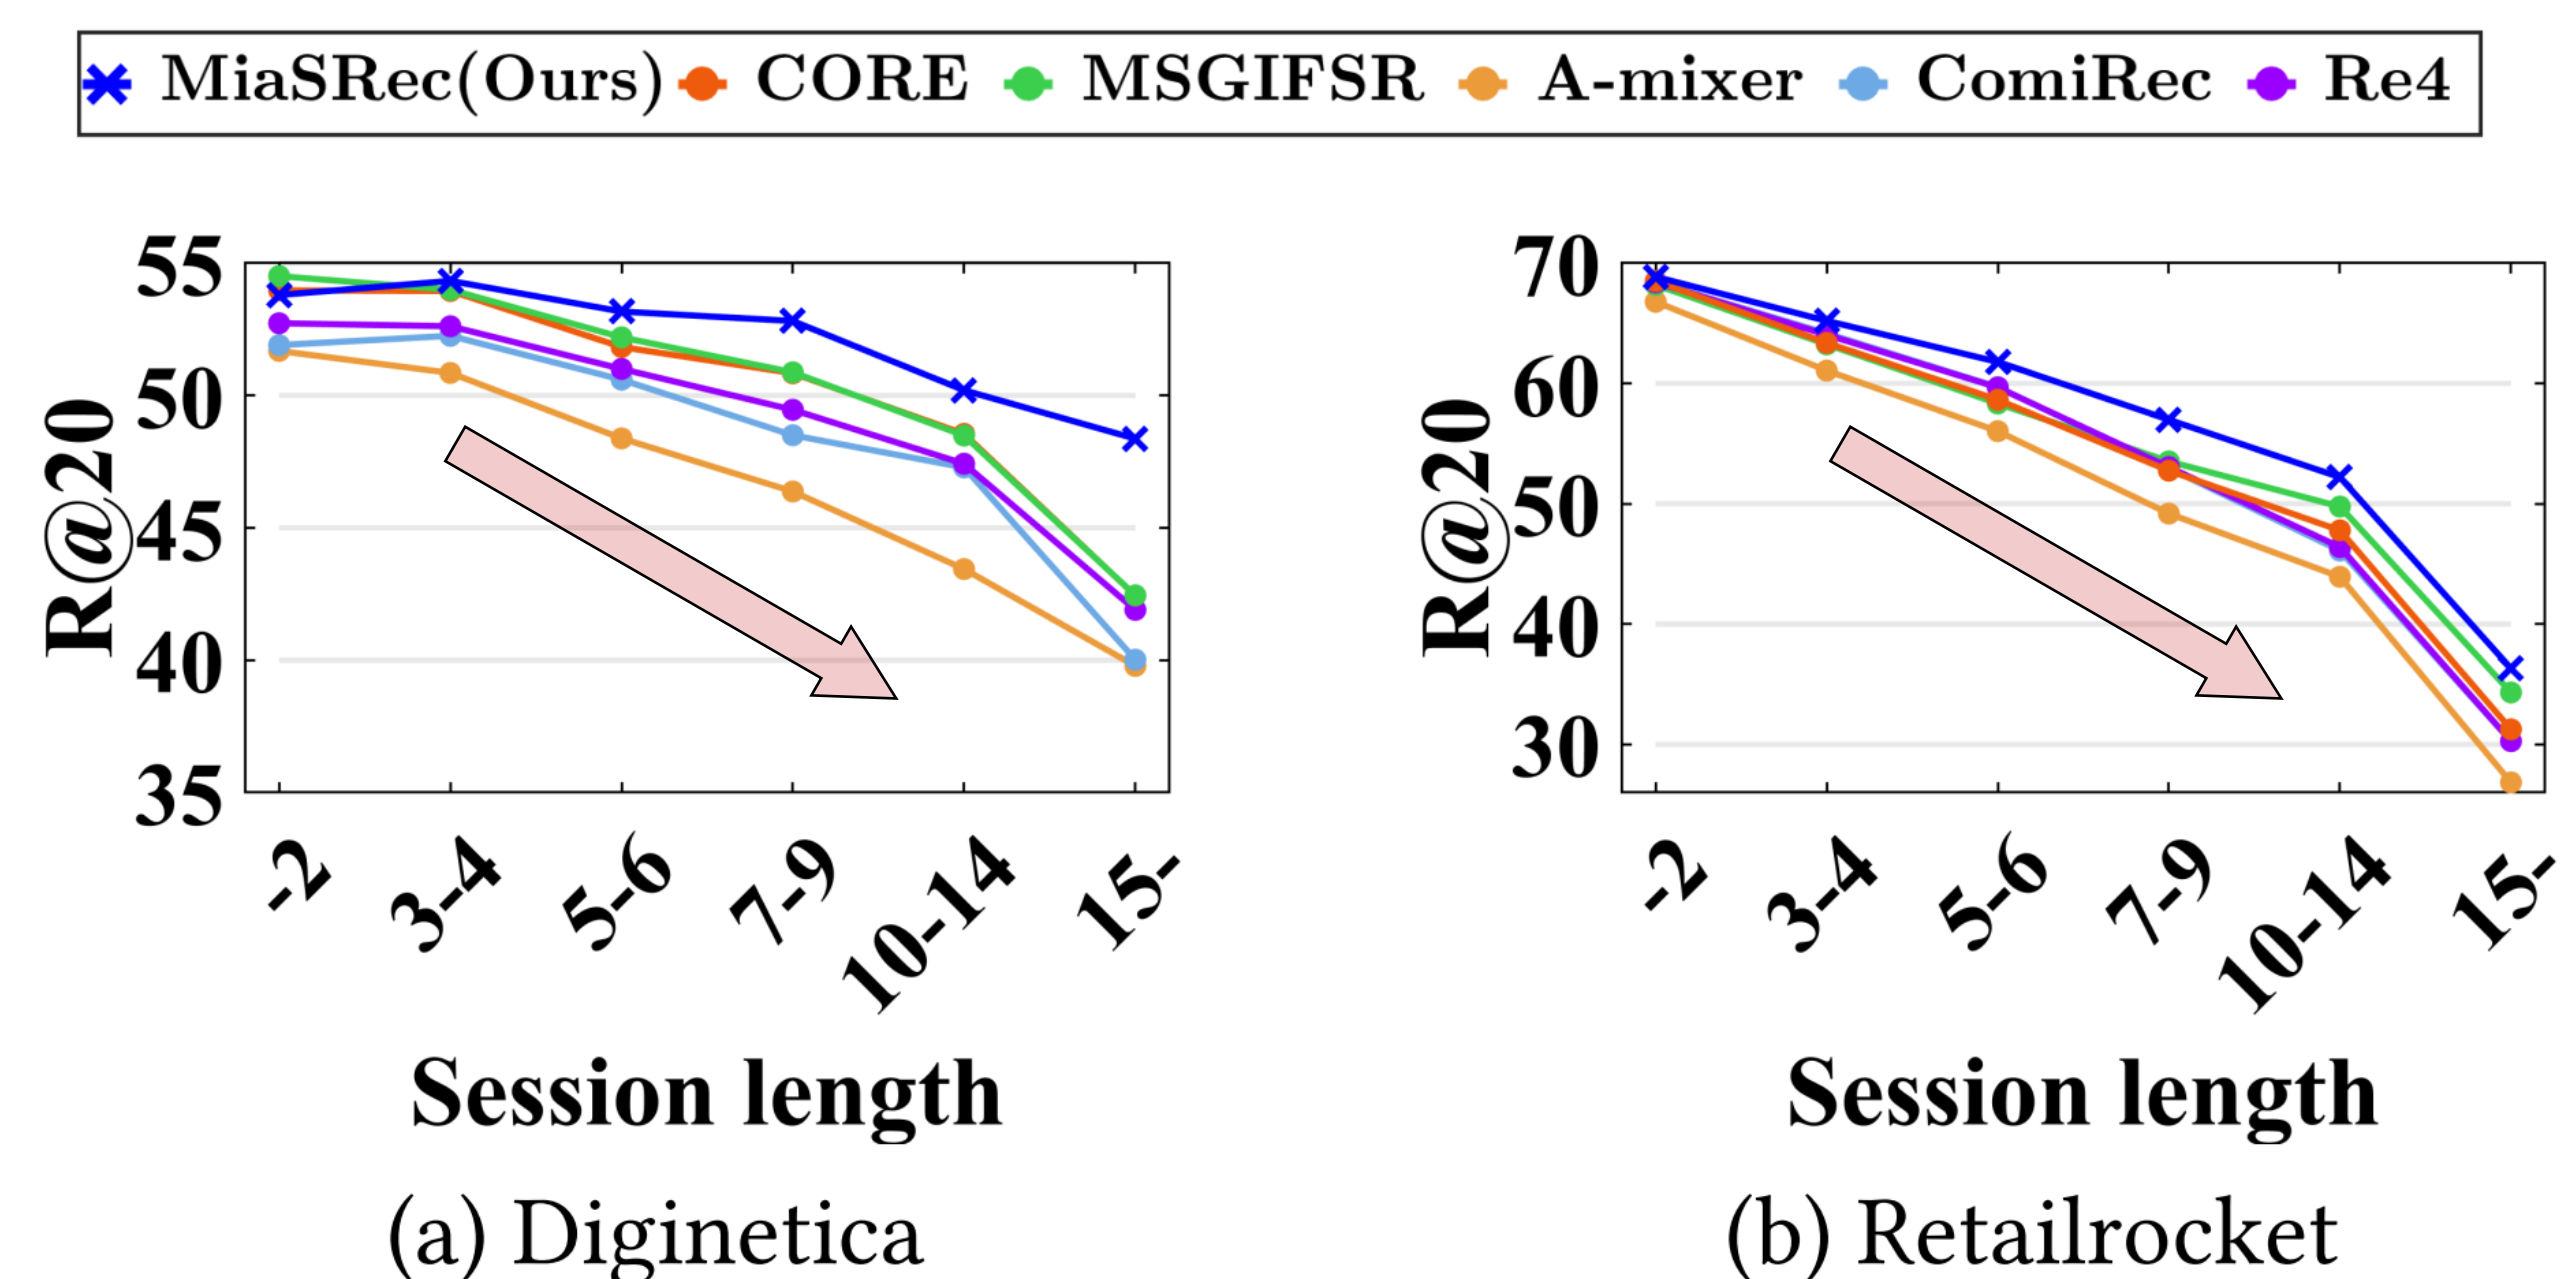 MiaSRec(Ours) CORE MSGIFSR A-mixer ComiRec Re4
R@20
55
50
45
40
35
-2 3-4 5-6 7-9 10-14 15-
Session length
(a) Diginetica
R@20
70
60
50
40
30
-2 3-4 5-6 7-9 10-14 15-
Session length
(b) Retailrocket